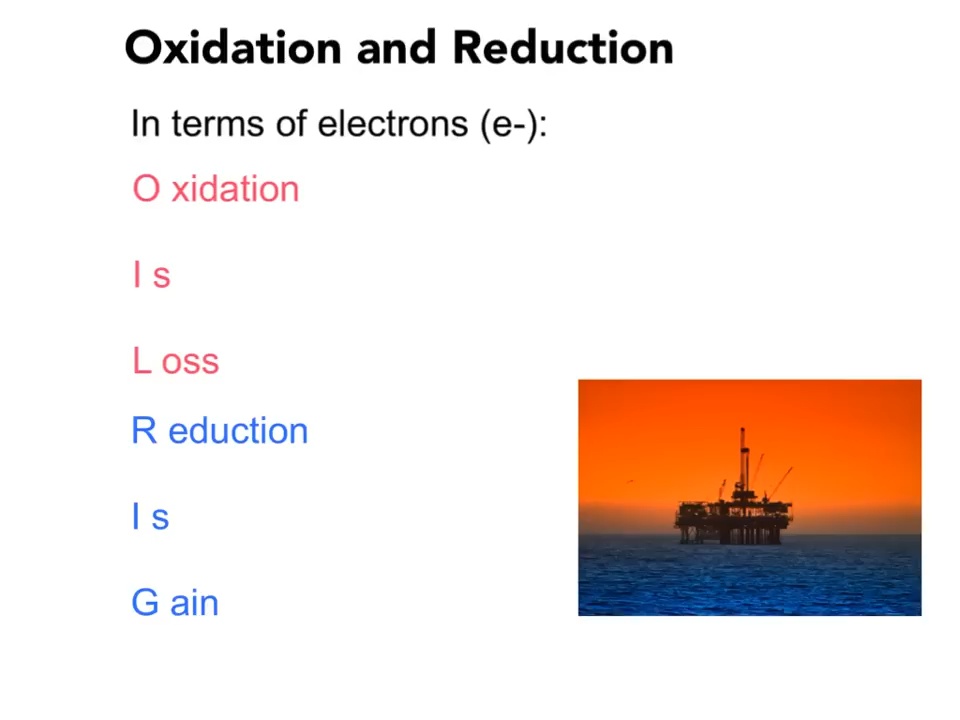 Oxidation and Reduction
In terms of electrons (e-):
O xidation
I s
L oss
R eduction
I s
G ain